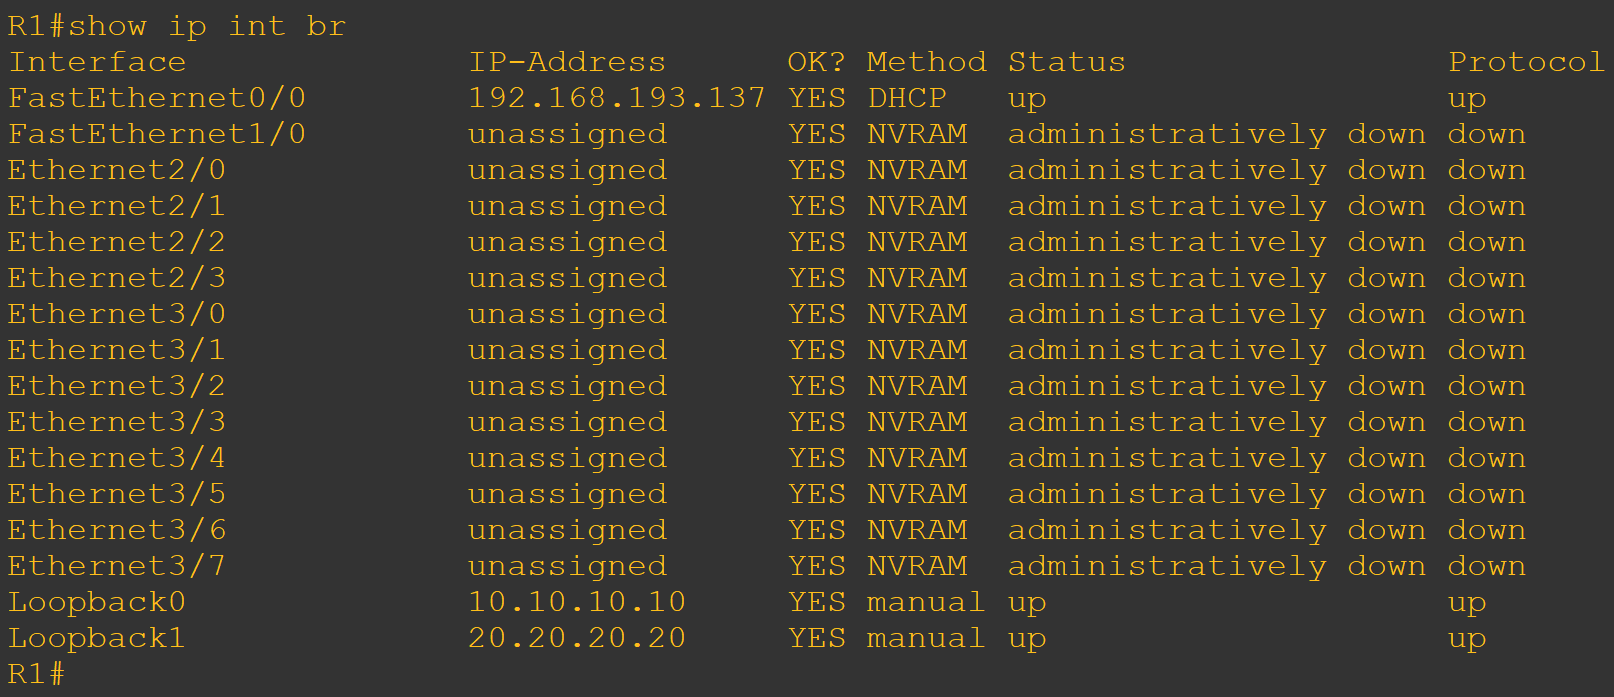 R1#show ip int br
Interface                  IP-Address      OK? Method Status                Protocol
FastEthernet0/0            192.168.193.137 YES DHCP   up                    up
FastEthernet1/0            unassigned      YES NVRAM  administratively down down
Ethernet2/0                unassigned      YES NVRAM  administratively down down
Ethernet2/1                unassigned      YES NVRAM  administratively down down
Ethernet2/2                unassigned      YES NVRAM  administratively down down
Ethernet2/3                unassigned      YES NVRAM  administratively down down
Ethernet3/0                unassigned      YES NVRAM  administratively down down
Ethernet3/1                unassigned      YES NVRAM  administratively down down
Ethernet3/2                unassigned      YES NVRAM  administratively down down
Ethernet3/3                unassigned      YES NVRAM  administratively down down
Ethernet3/4                unassigned      YES NVRAM  administratively down down
Ethernet3/5                unassigned      YES NVRAM  administratively down down
Ethernet3/6                unassigned      YES NVRAM  administratively down down
Ethernet3/7                unassigned      YES NVRAM  administratively down down
Loopback0                  10.10.10.10     YES manual up                    up
Loopback1                  20.20.20.20     YES manual up                    up
R1#